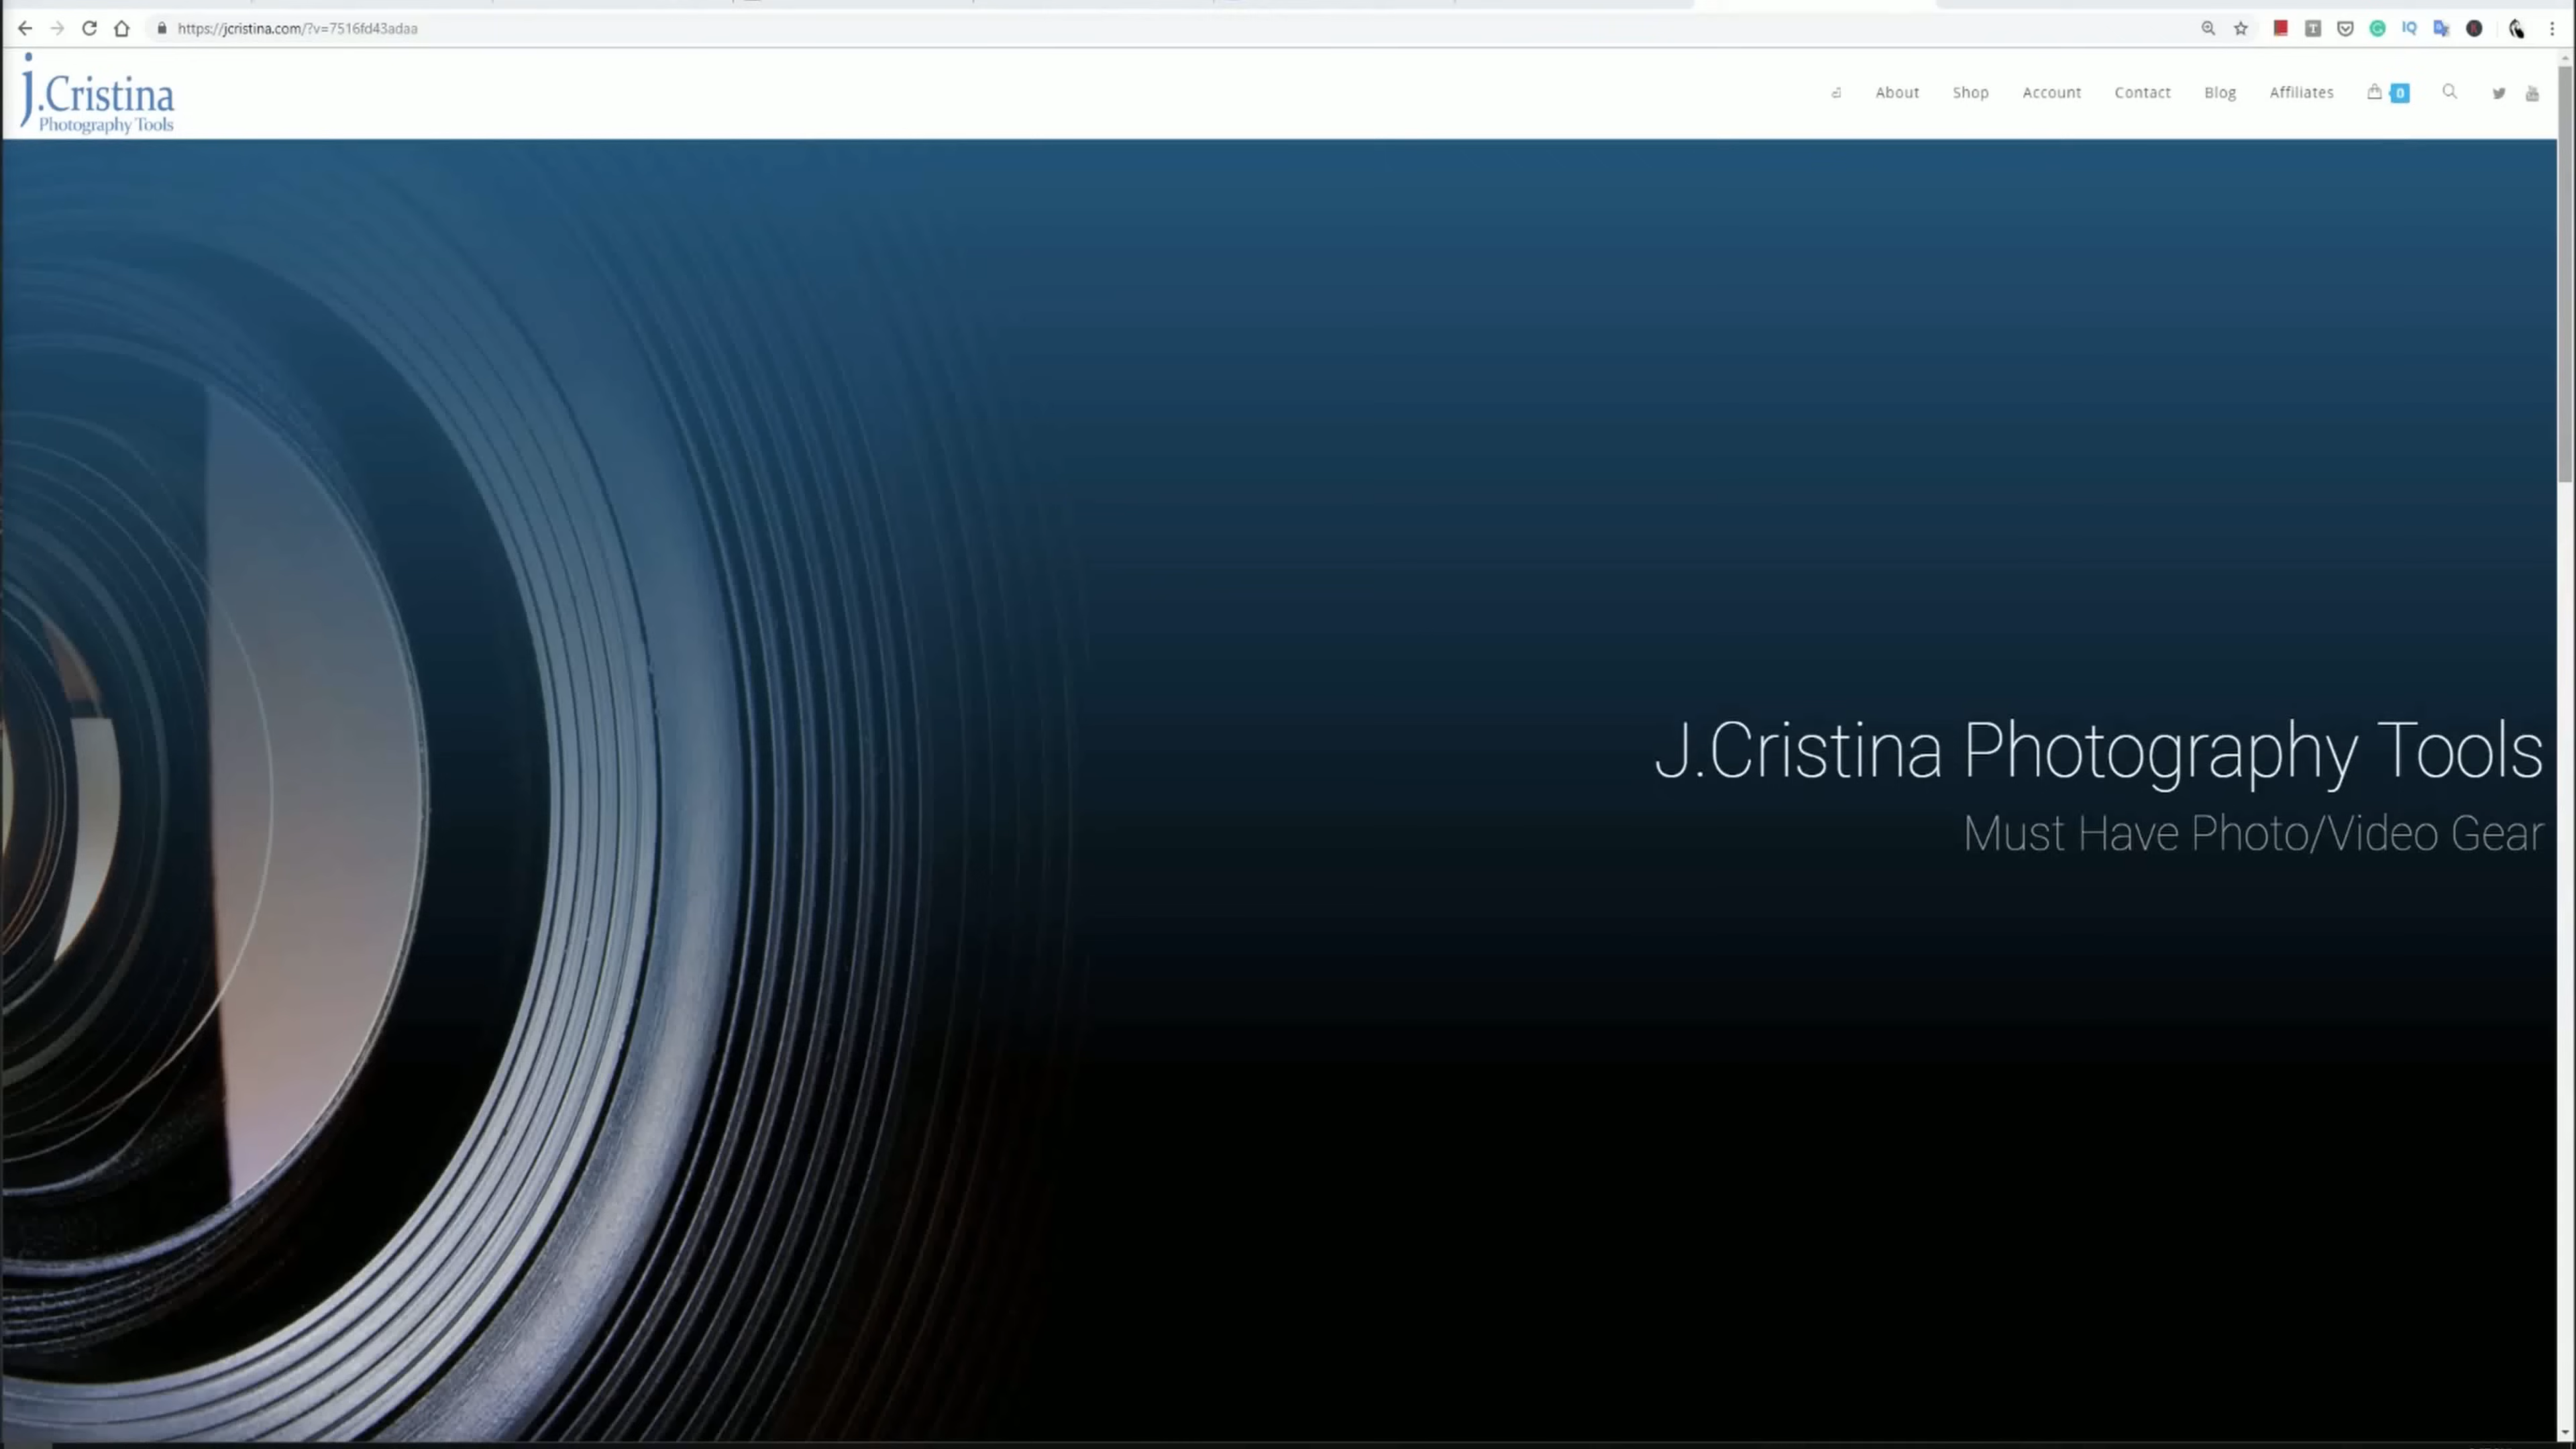 https://jcristina.com/?v=7516fd43adaa
IQ
j.Cristina
Photography Tools
About Shop Account Contact Blog Affiliates 0
J.Cristina Photography Tools
Must Have Photo/Video Gear